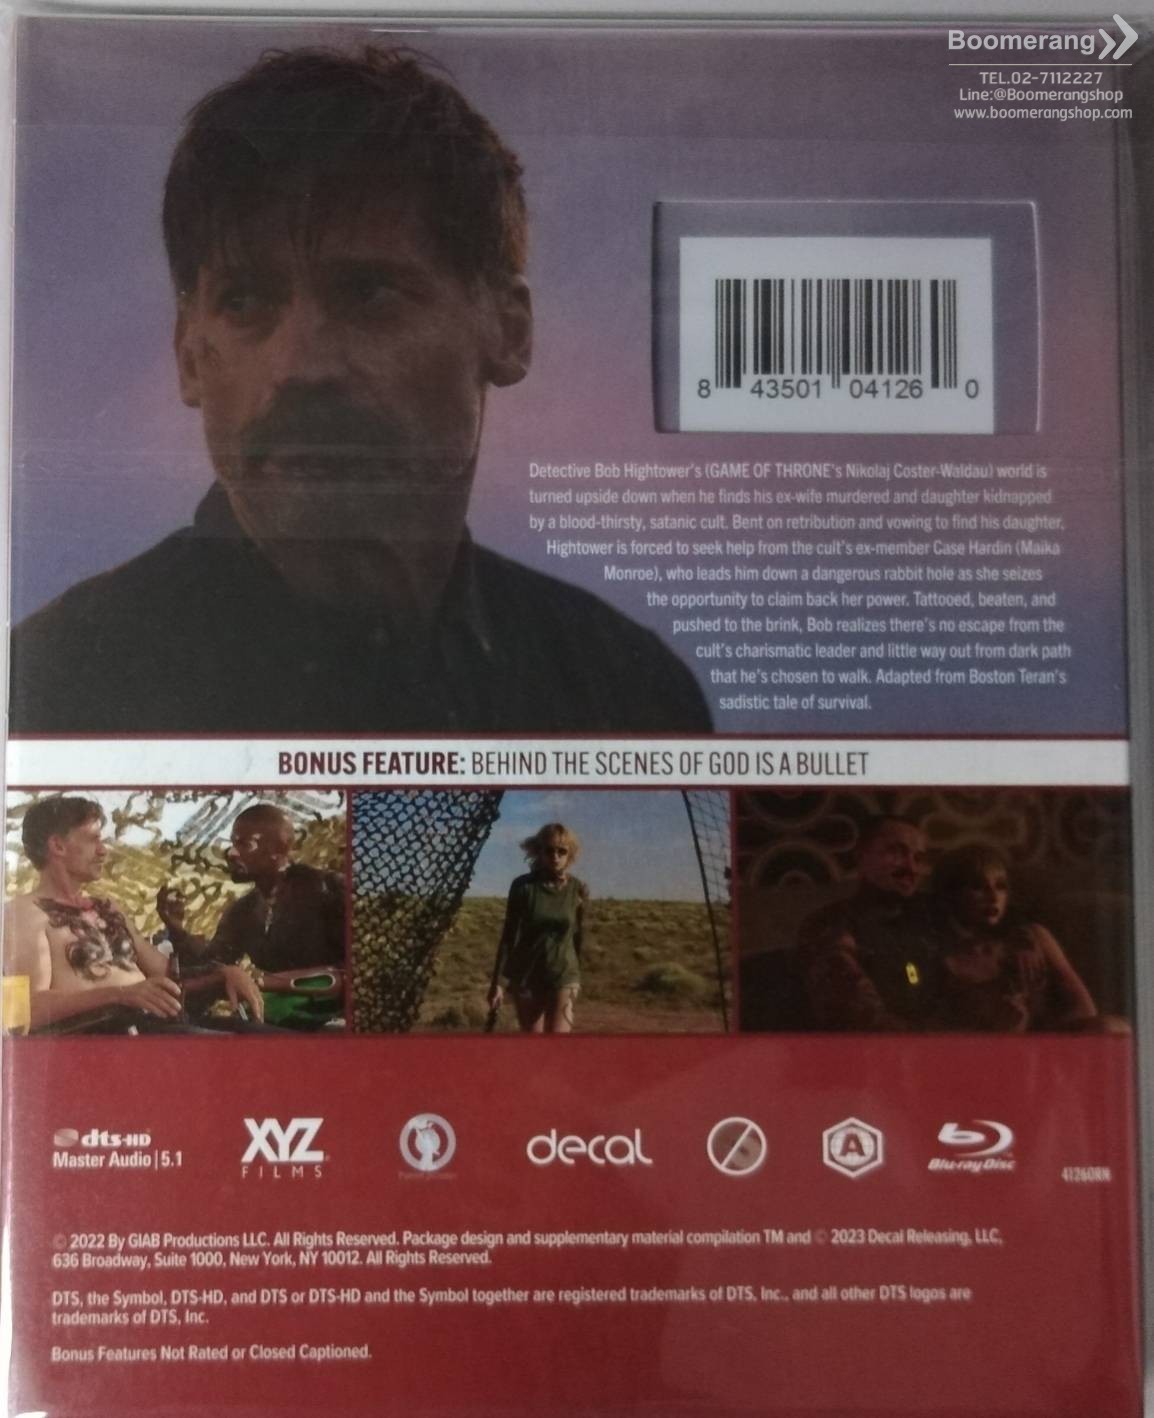 Boomerang
TEL.02-7112227
Line:@Boomerangshop
www.boomerangshop.com
8 43501 04126 0
Detective Bob Hightower's (GAME OF THRONE's Nikolaj Coster-Waldau) world is
turned upside down when he finds his ex-wife murdered and daughter kidnapped
by a blood-thirsty, satanic cult. Bent on retribution and vowing to find his daughter,
Hightower is forced to seek help from the cult's ex-member Case Hardin (Maika
Monroe), who leads him down a dangerous rabbit hole as she seizes
the opportunity to claim back her power. Tattooed, beaten, and
pushed to the brink, Bob realizes there's no escape from the
cult's charismatic leader and little way out from dark path
that he's chosen to walk. Adapted from Boston Teran's
sadistic tale of survival.
BONUS FEATURE: BEHIND THE SCENES OF GOD IS A BULLET
dts-HD
Master Audio | 5.1
XYZ
FILMS
decal
A
Blu-ray Disc
41260RN
© 2022 By GIAB Productions LLC. All Rights Reserved. Package design and supplementary material compilation TM and © 2023 Decal Releasing, LLC,
636 Broadway, Suite 1000, New York, NY 10012. All Rights Reserved.
DTS, the Symbol, DTS-HD, and DTS or DTS-HD and the Symbol together are registered trademarks of DTS, Inc., and all other DTS logos are
trademarks of DTS, Inc.
Bonus Features Not Rated or Closed Captioned.